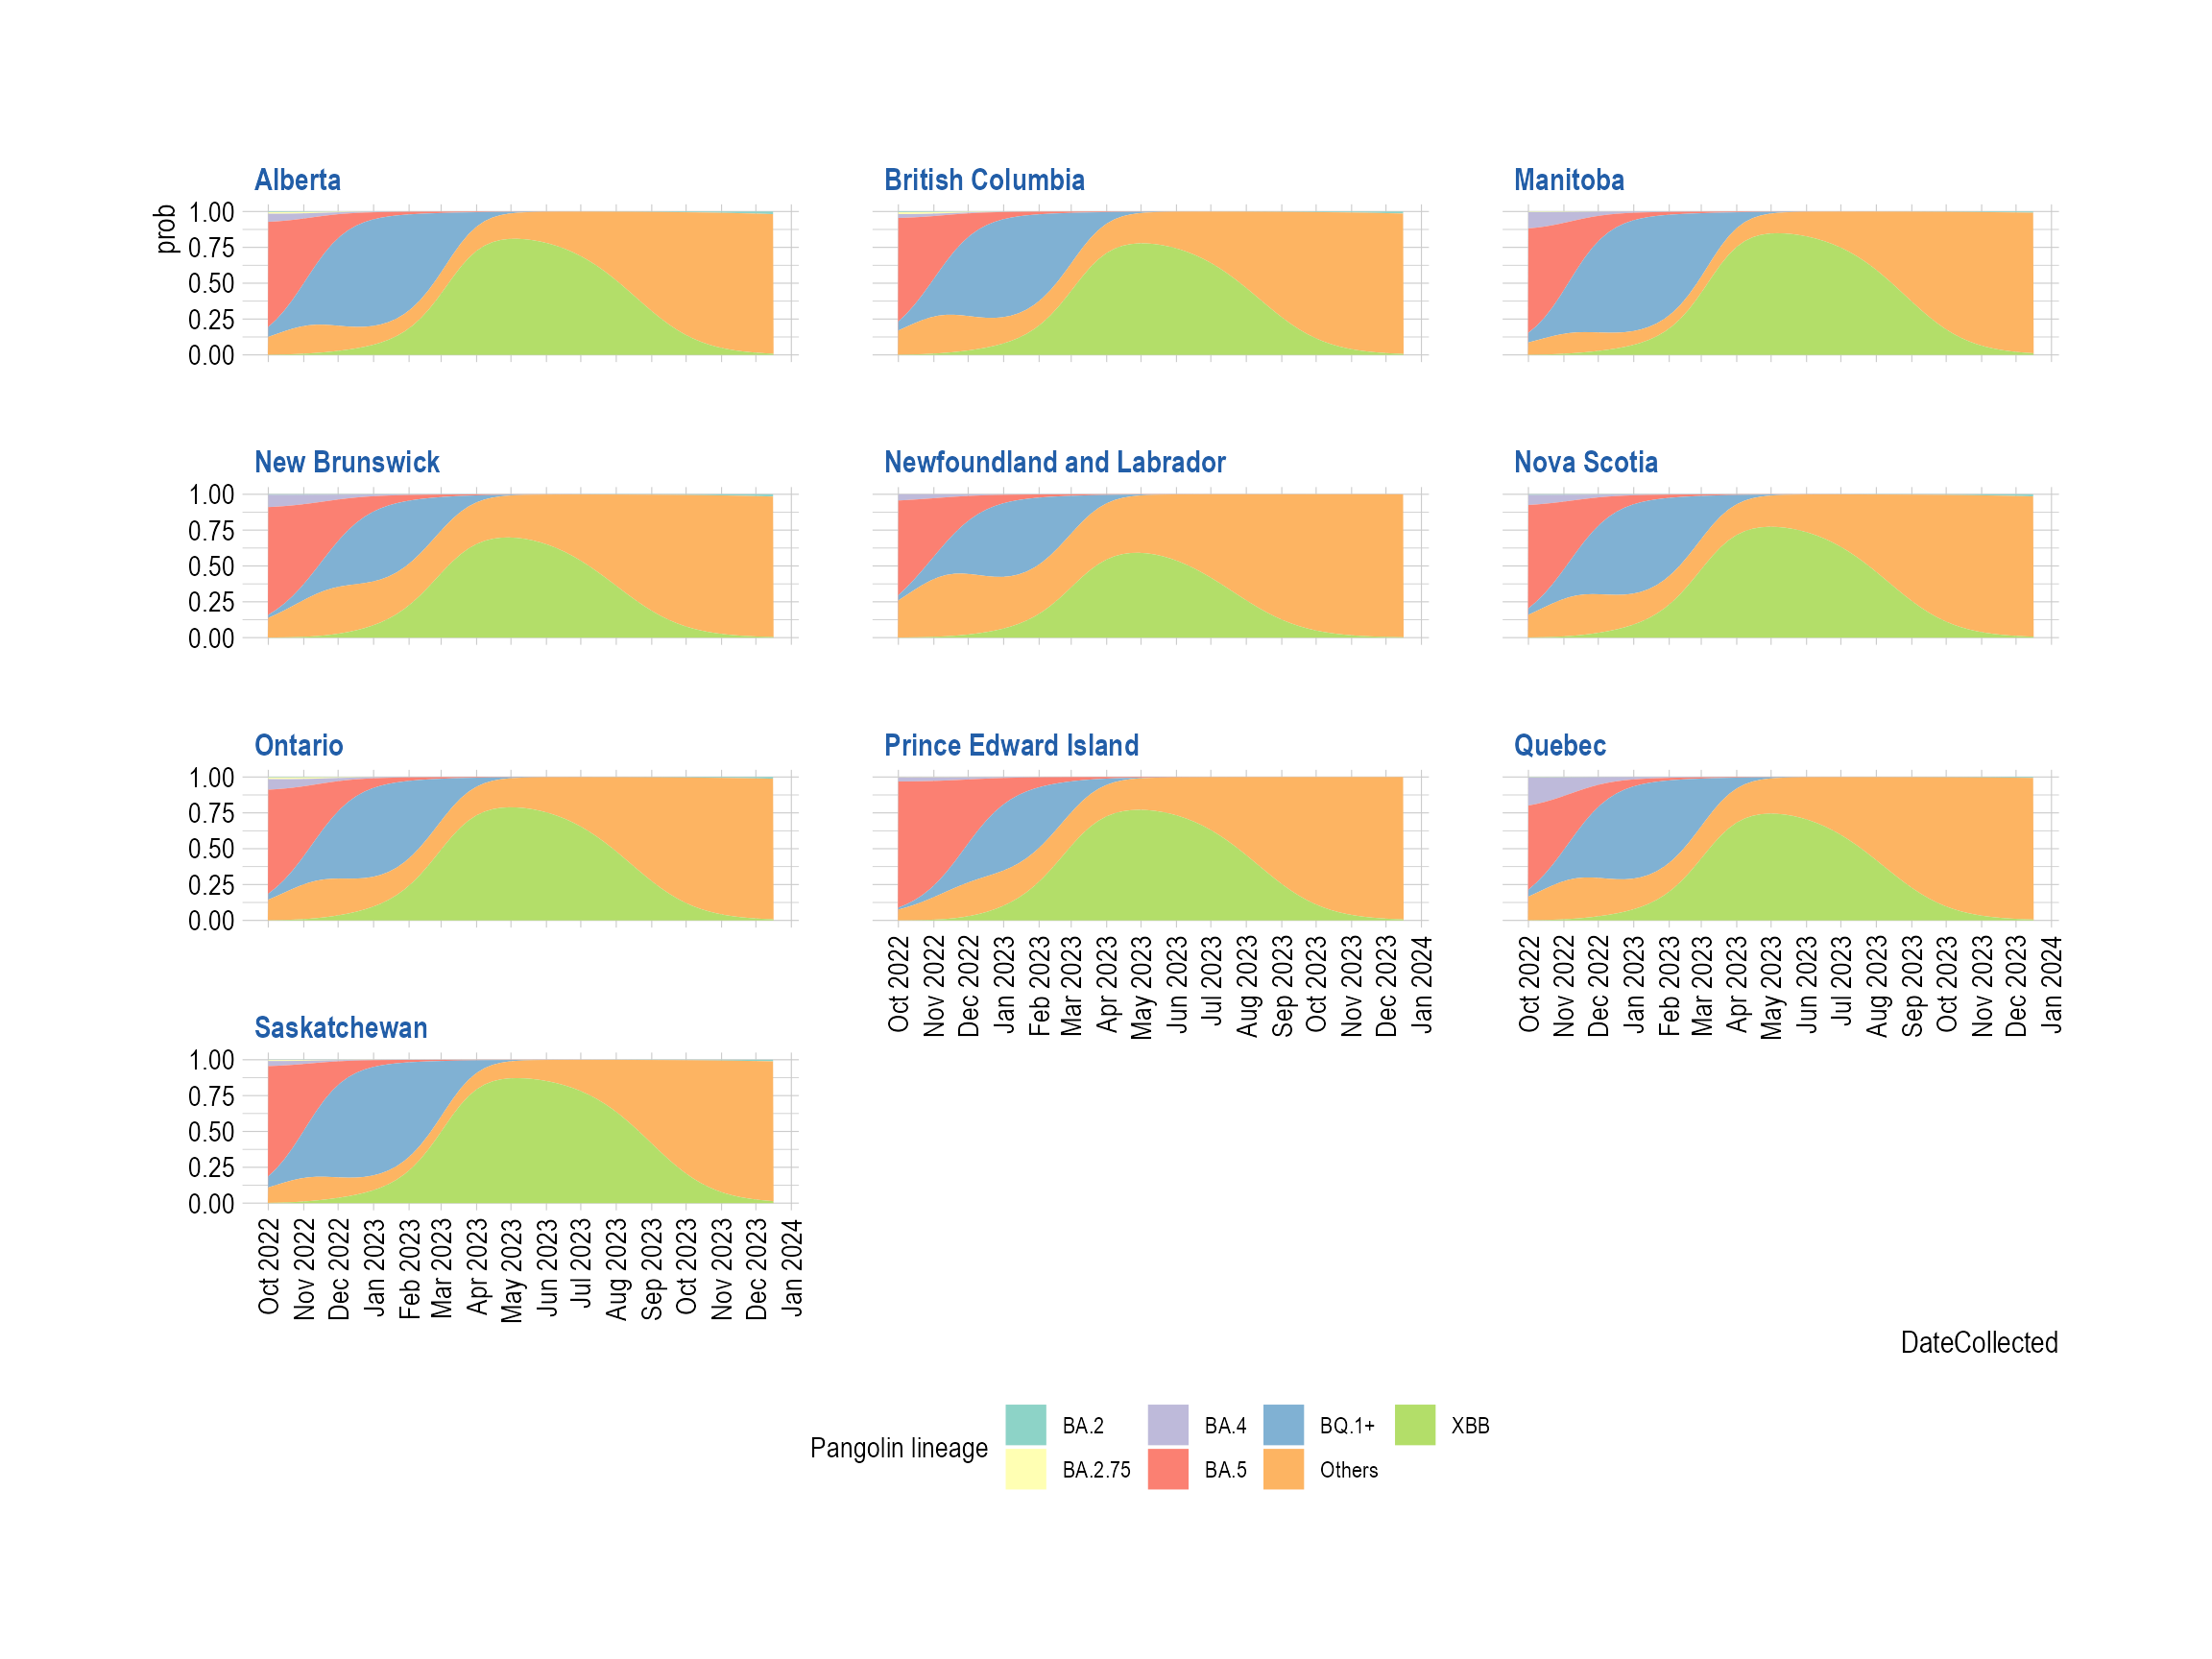 Alberta
British Columbia
Manitoba
prob
1.00
0.75
0.50
0.25
0.00
New Brunswick
Newfoundland and Labrador
Nova Scotia
1.00
0.75
0.50
0.25
0.00
Ontario
Prince Edward Island
Quebec
1.00
0.75
0.50
0.25
0.00
Oct 2022
Nov 2022
Dec 2022
Jan 2023
Feb 2023
Mar 2023
Apr 2023
May 2023
Jun 2023
Jul 2023
Aug 2023
Sep 2023
Oct 2023
Nov 2023
Dec 2023
Jan 2024
Oct 2022
Nov 2022
Dec 2022
Jan 2023
Feb 2023
Mar 2023
Apr 2023
May 2023
Jun 2023
Jul 2023
Aug 2023
Sep 2023
Oct 2023
Nov 2023
Dec 2023
Jan 2024
Saskatchewan
1.00
0.75
0.50
0.25
0.00
Oct 2022
Nov 2022
Dec 2022
Jan 2023
Feb 2023
Mar 2023
Apr 2023
May 2023
Jun 2023
Jul 2023
Aug 2023
Sep 2023
Oct 2023
Nov 2023
Dec 2023
Jan 2024
DateCollected
Pangolin lineage
BA.2
BA.4
BQ.1+
XBB
BA.2.75
BA.5
Others